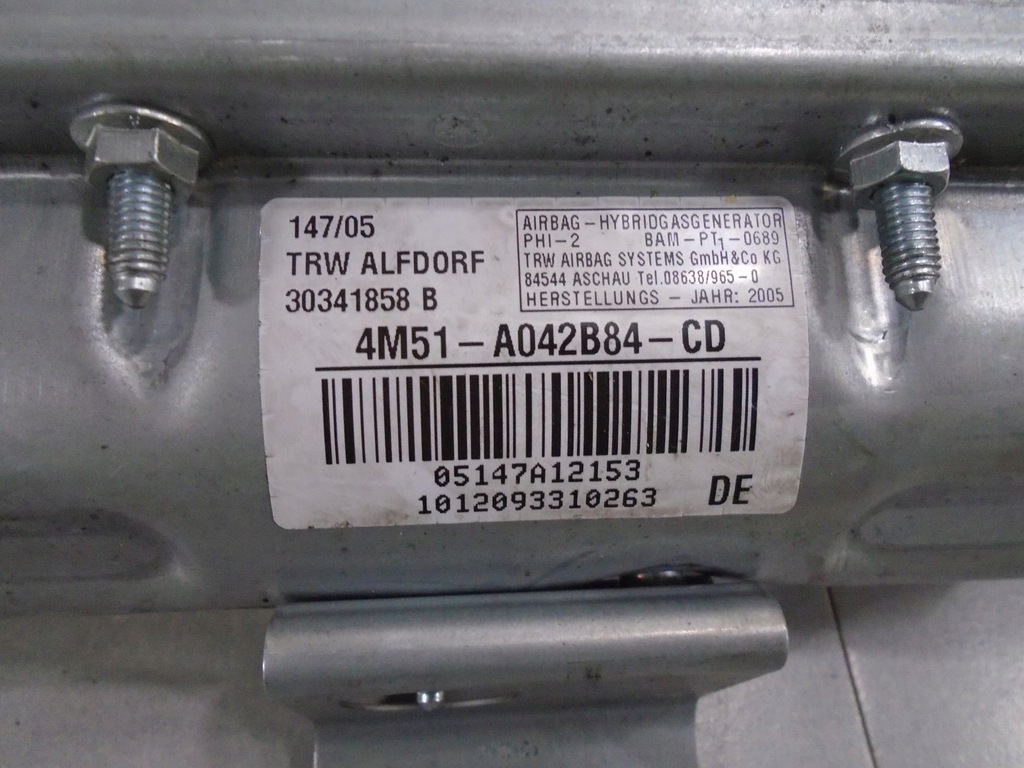 147/05
TRW ALFDORF
30341858 B
AIRBAG-HYBRIDGASGENERATOR
PHI-2 BAM-PT1-0689
TRW AIRBAG SYSTEMS GmbH&Co KG
84544 ASCHAU Tel.08638/965-0
HERSTELLUNGS - JAHR: 2005
4M51-A042B84-CD
05147A12153
1012093310263
DE